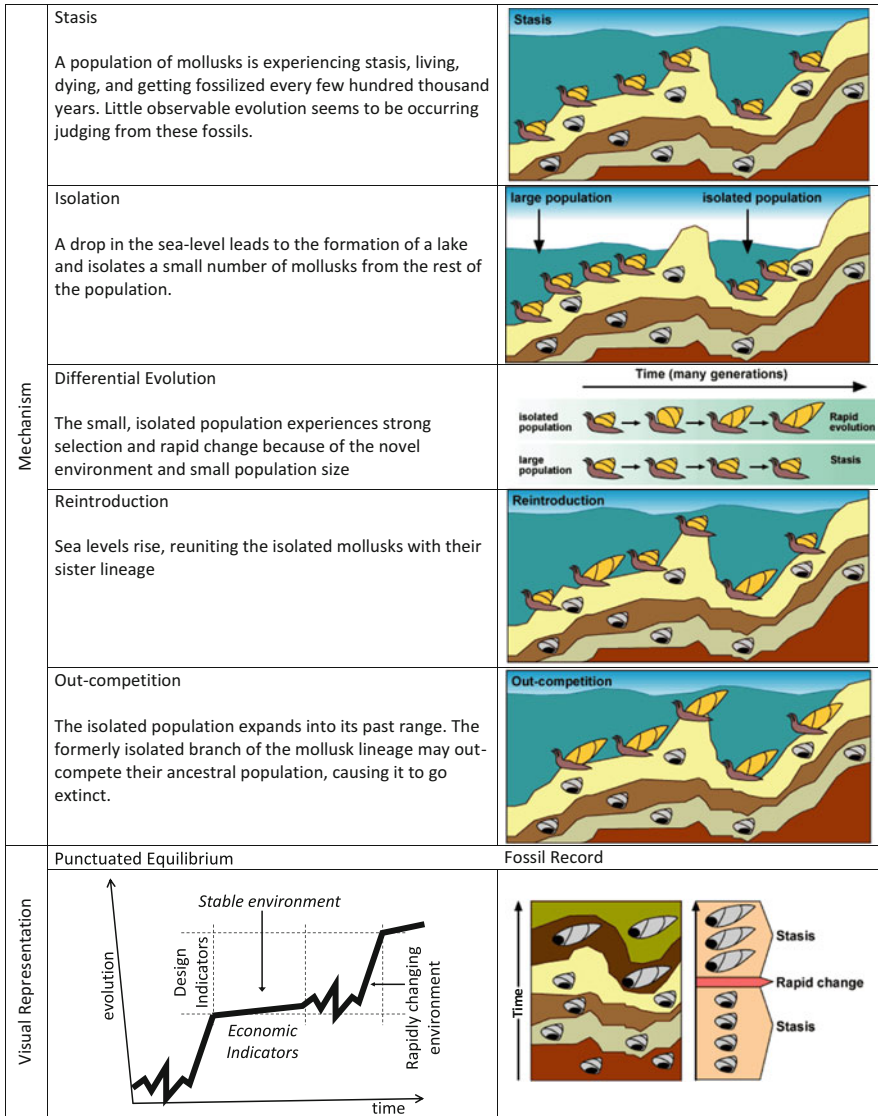 Mechanism
Stasis
A population of mollusks is experiencing stasis, living,
dying, and getting fossilized every few hundred thousand
years. Little observable evolution seems to be occurring
judging from these fossils.
Stasis
Isolation
A drop in the sea-level leads to the formation of a lake
and isolates a small number of mollusks from the rest of
the population.
large population
isolated population
Differential Evolution
The small, isolated population experiences strong
selection and rapid change because of the novel
environment and small population size
Time (many generations)
isolated
population
Rapid
evolution
large
population
Stasis
Reintroduction
Sea levels rise, reuniting the isolated mollusks with their
sister lineage
Reintroduction
Out-competition
The isolated population expands into its past range. The
formerly isolated branch of the mollusk lineage may out-
compete their ancestral population, causing it to go
extinct.
Out-competition
Visual Representation
Punctuated Equilibrium
evolution
Stable environment
Design
Indicators
Economic
Indicators
Rapidly changing
environment
time
Fossil Record
Time
Stasis
Rapid change
Stasis